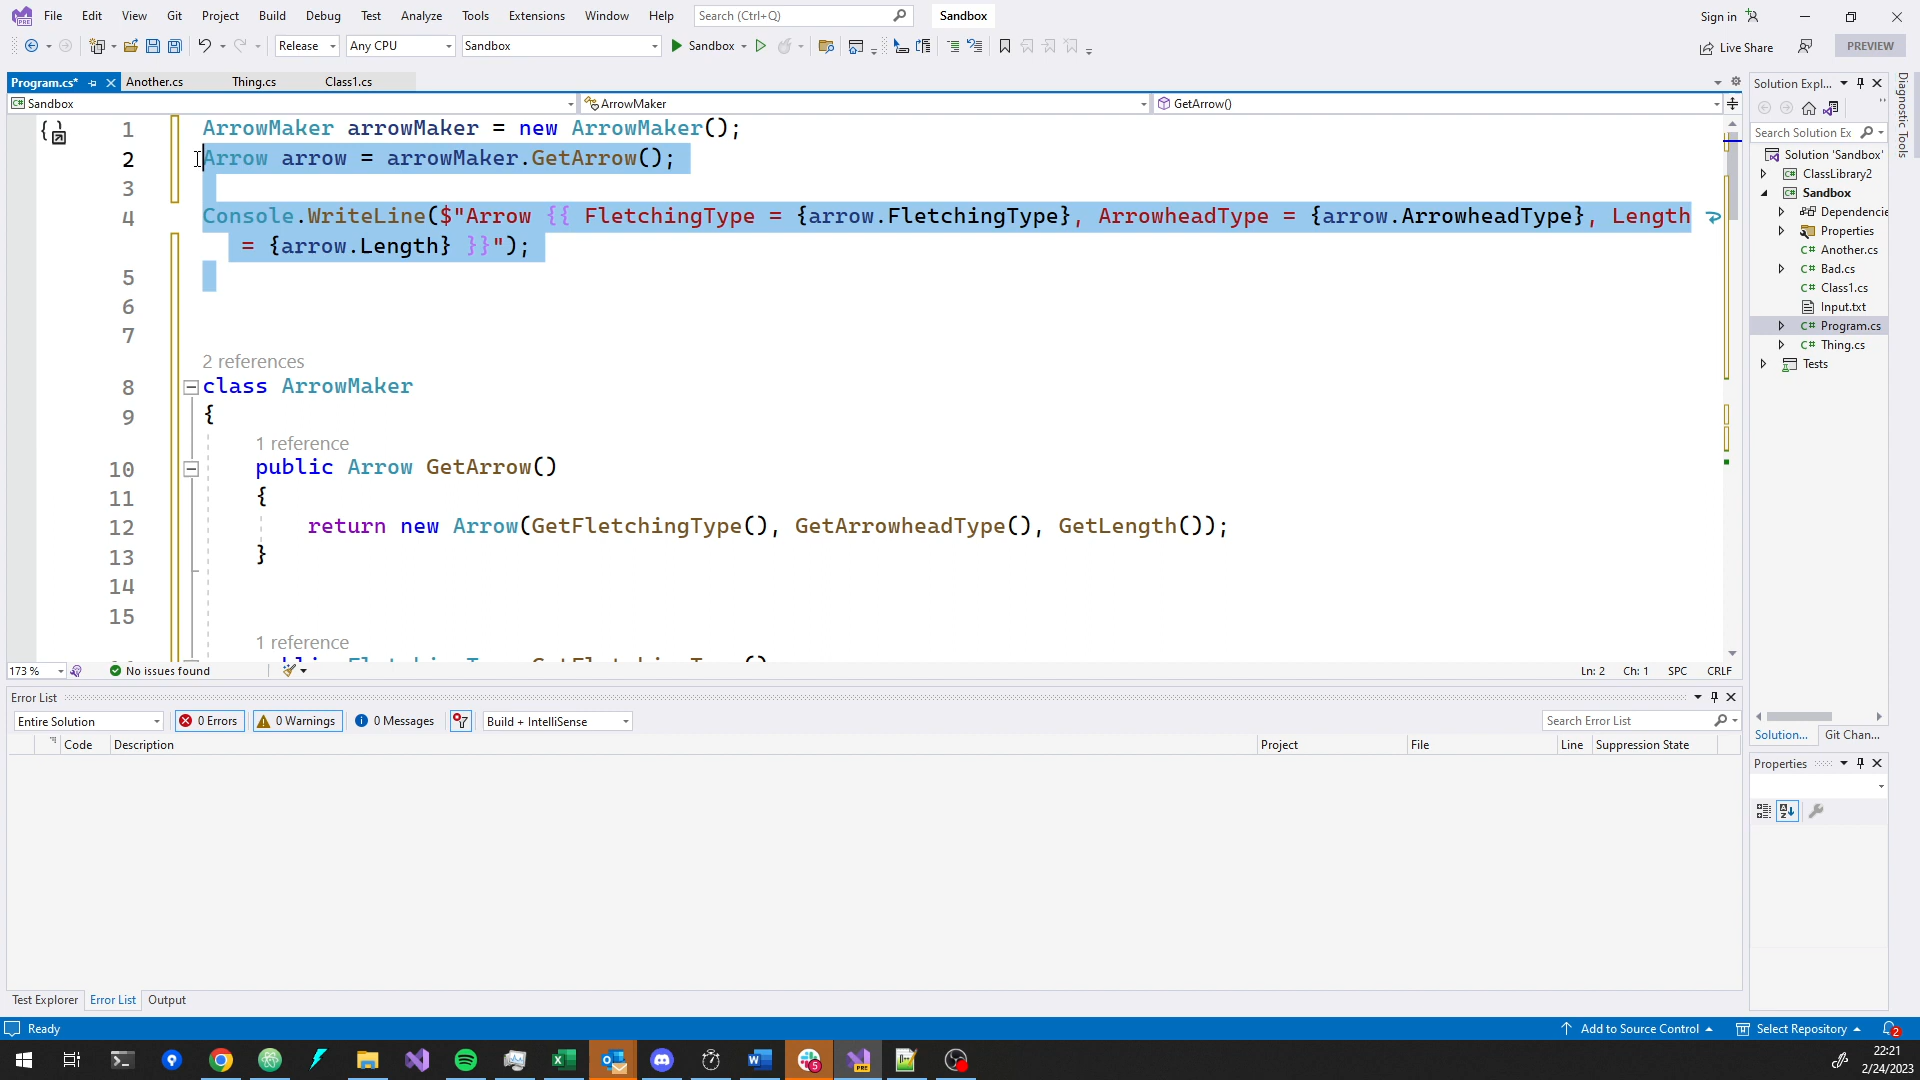 File Edit View Git Project Build Debug Test Analyze Tools Extensions Window Help Search (Ctrl+Q) Sandbox Sign in
Release Any CPU Sandbox Sandbox Live Share PREVIEW
Program.cs* Another.cs Thing.cs Class1.cs
Sandbox ArrowMaker GetArrow()
1 ArrowMaker arrowMaker = new ArrowMaker();
2 Arrow arrow = arrowMaker.GetArrow();
3
4 Console.WriteLine($"Arrow {{ FletchingType = {arrow.FletchingType}, ArrowheadType = {arrow.ArrowheadType}, Length
= {arrow.Length} }}");
5
6
7
2 references
8 class ArrowMaker
9 {
1 reference
10 public Arrow GetArrow()
11 {
12 return new Arrow(GetFletchingType(), GetArrowheadType(), GetLength());
13 }
14
15
1 reference
173 % No issues found Ln: 2 Ch: 1 SPC CRLF
Error List
Entire Solution 0 Errors 0 Warnings 0 Messages Build + IntelliSense Search Error List
Code Description Project File Line Suppression State
Test Explorer Error List Output
Solution Expl...
Search Solution Ex
Solution 'Sandbox'
C# ClassLibrary2
C# Sandbox
Dependencie
Properties
C# Another.cs
C# Bad.cs
C# Class1.cs
Input.txt
C# Program.cs
C# Thing.cs
Tests
Solution... Git Chan...
Properties
Diagnostic Tools
Ready Add to Source Control Select Repository 2
22:21
2/24/2023